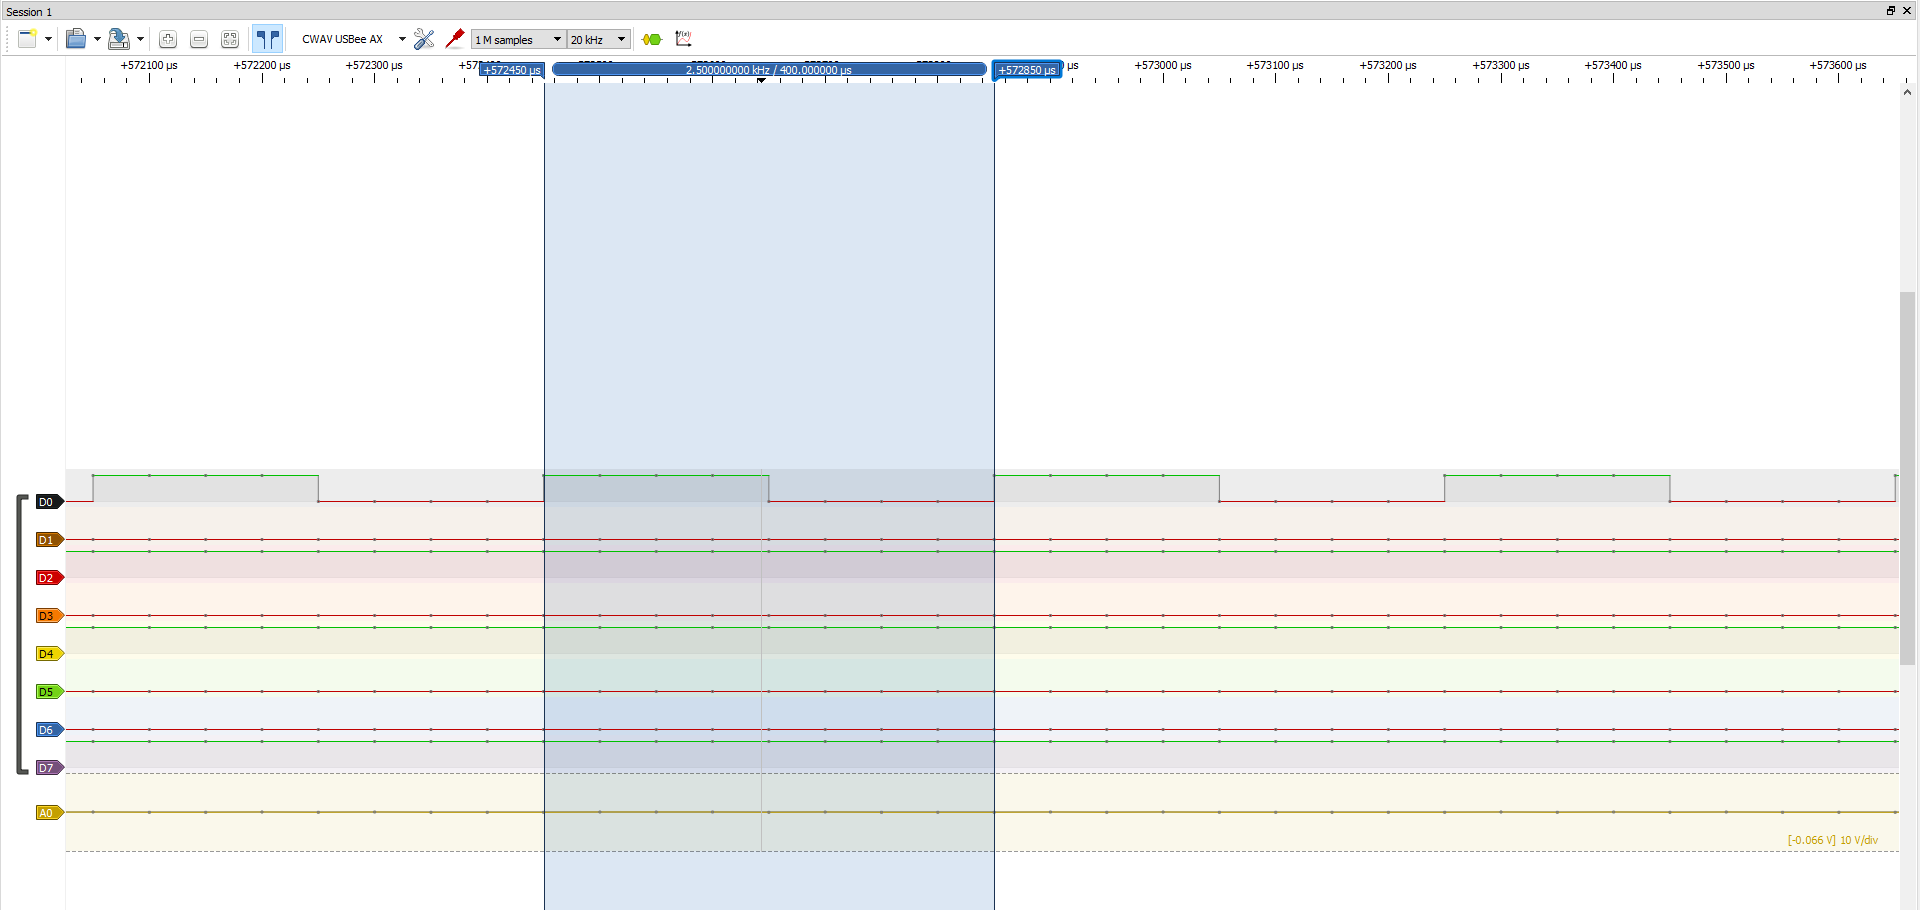 Session 1
CWAV USBee AX 1 M samples 20 kHz
+572100 µs +572200 µs +572300 µs +572450 µs 2.500000000 kHz / 400.000000 µs +572850 µs µs +573000 µs +573100 µs +573200 µs +573300 µs +573400 µs +573500 µs +573600 µs
D0
D1
D2
D3
D4
D5
D6
D7
A0
[-0.066 V] 10 V/div